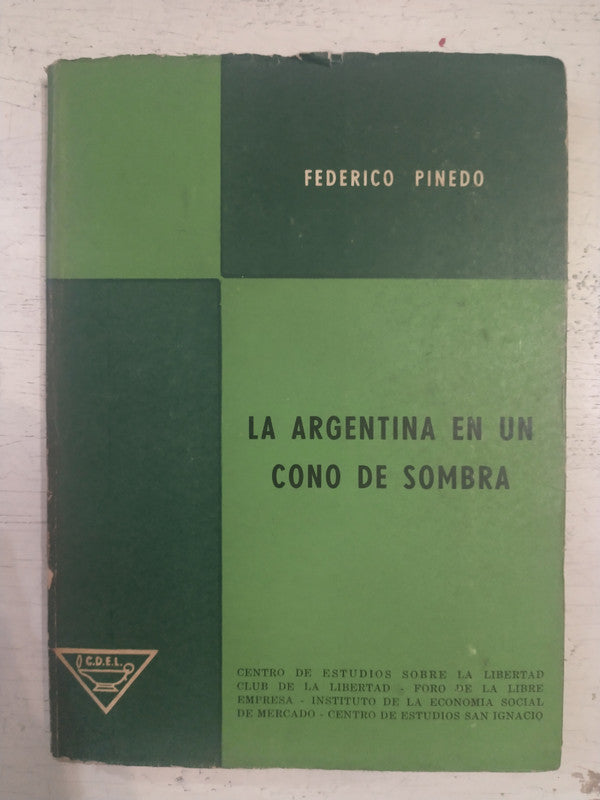 FEDERICO PINEDO
LA ARGENTINA EN UN
CONO DE SOMBRA
C.D.E.L.
CENTRO DE ESTUDIOS SOBRE LA LIBERTAD
CLUB DE LA LIBERTAD - FORO DE LA LIBRE
EMPRESA - INSTITUTO DE LA ECONOMIA SOCIAL
DE MERCADO - CENTRO DE ESTUDIOS SAN IGNACIO